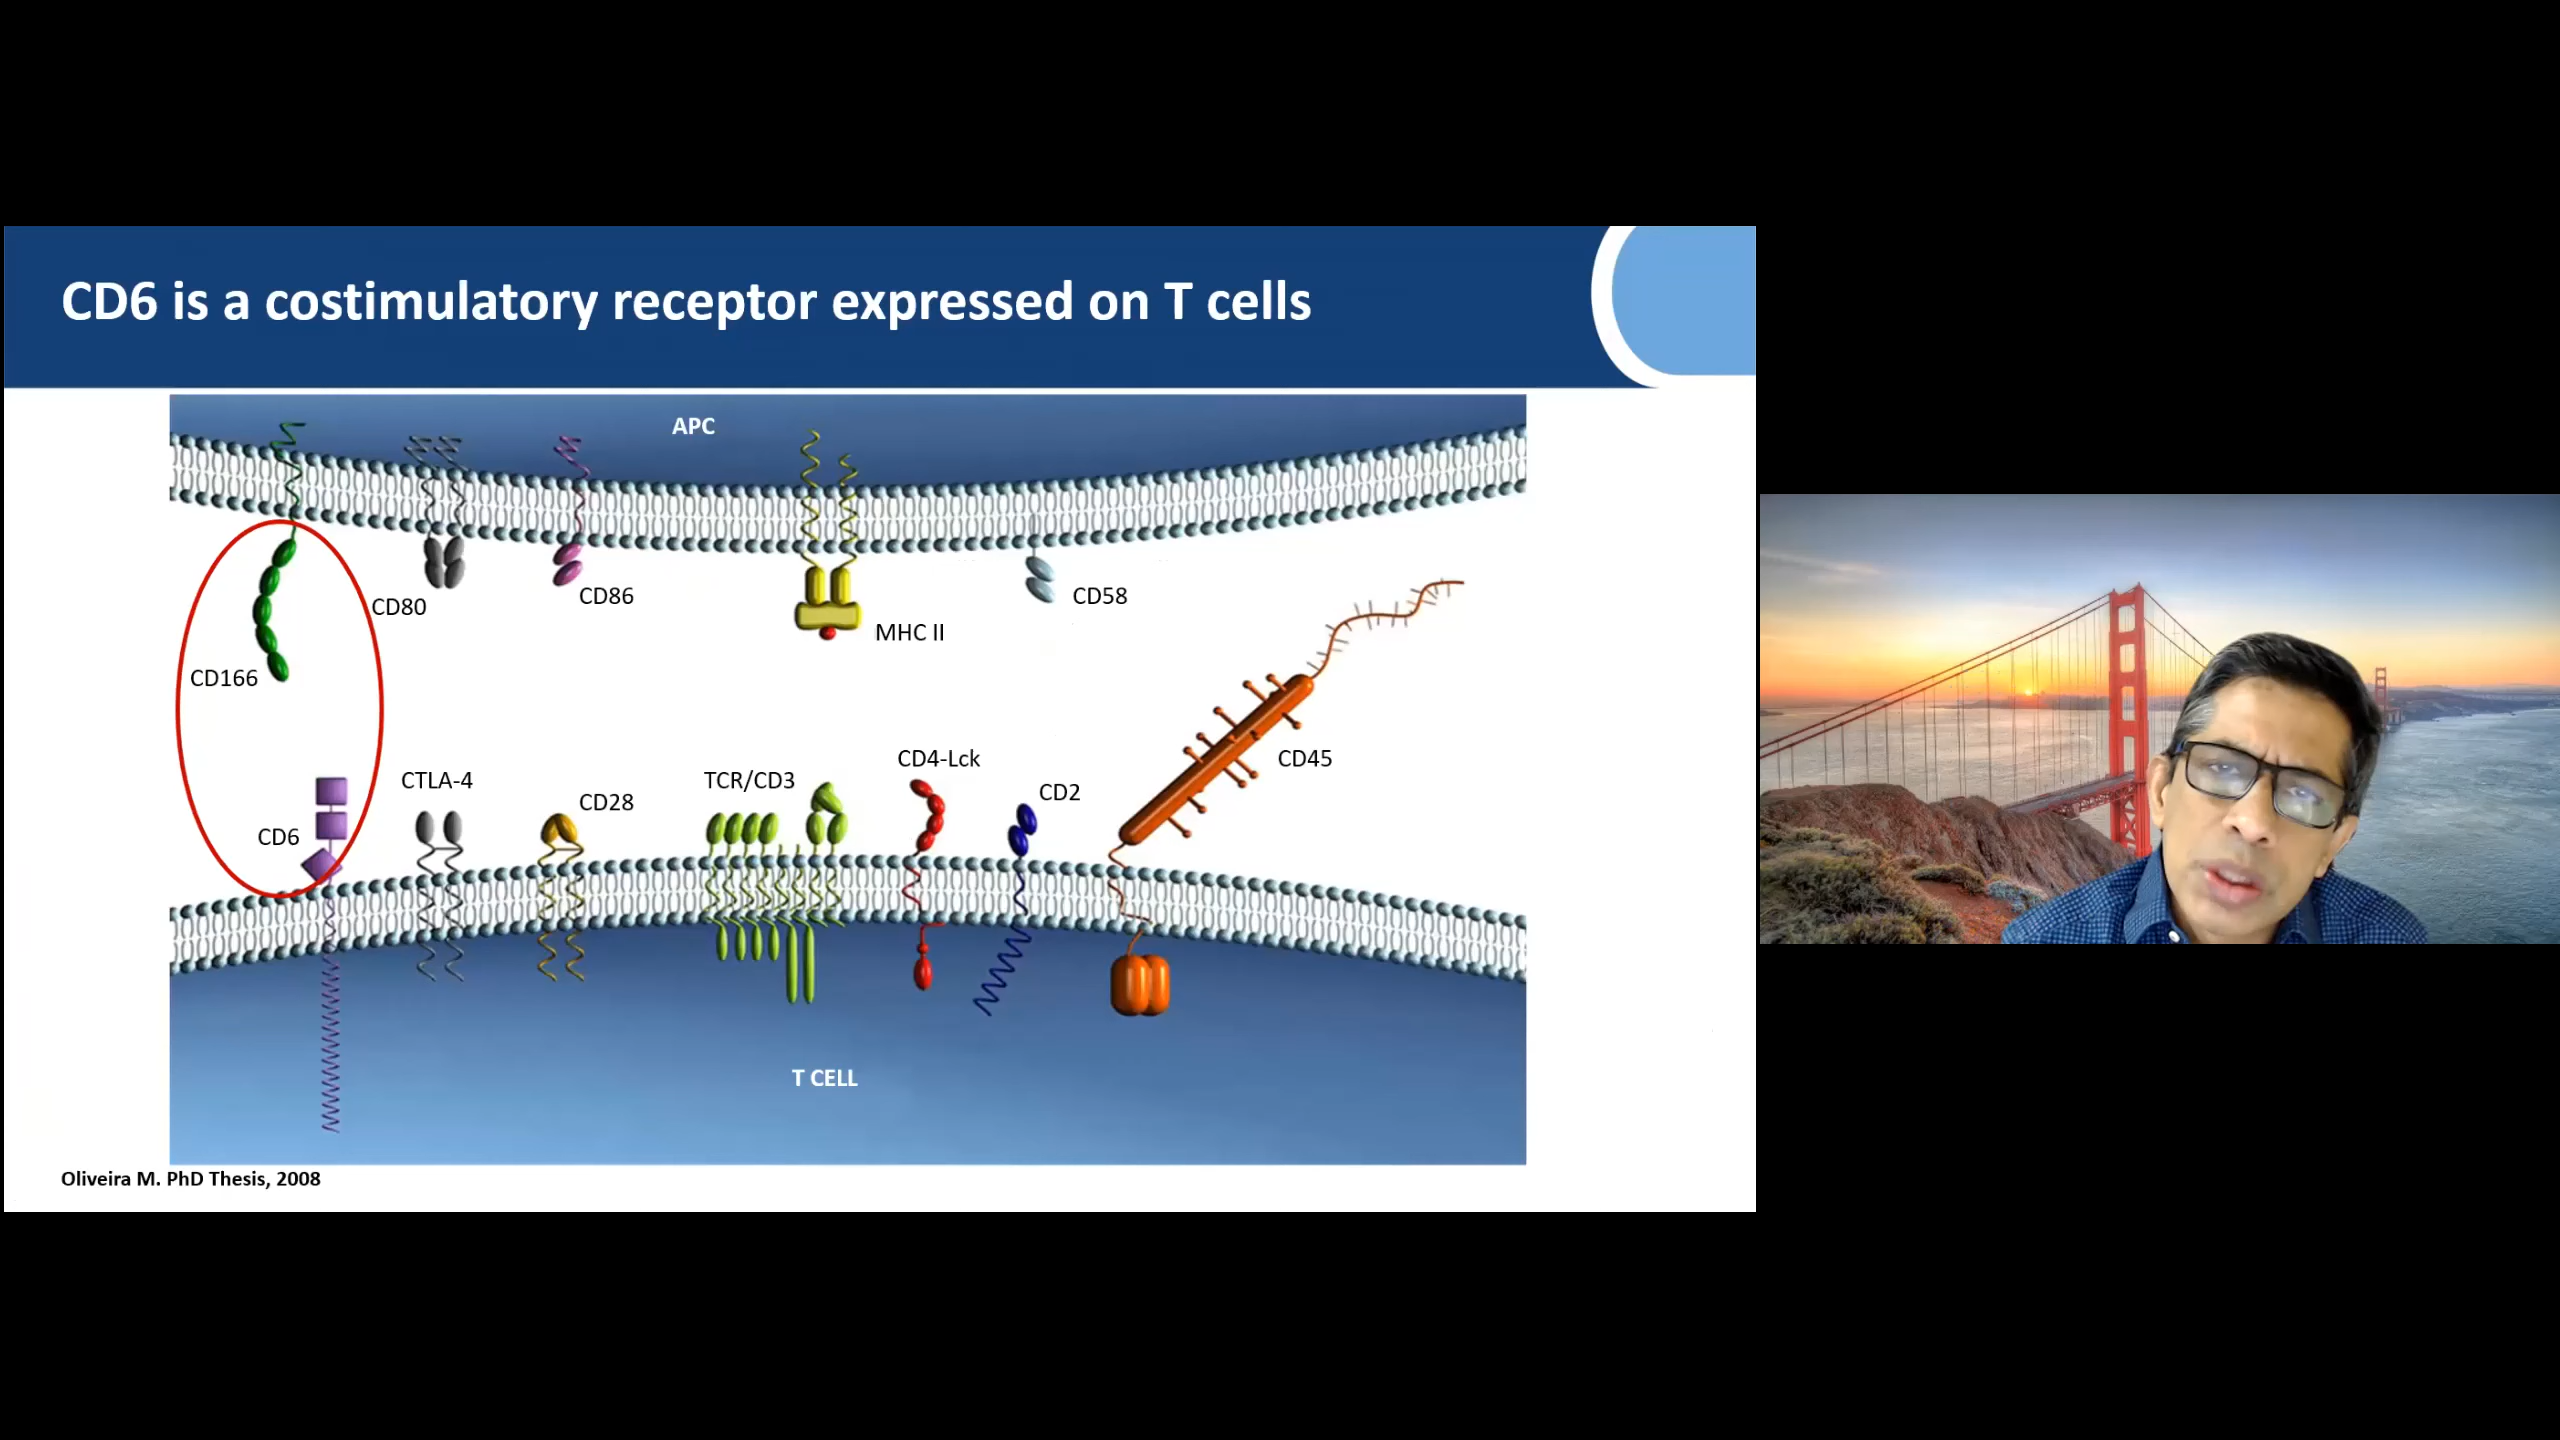 CD6 is a costimulatory receptor expressed on T cells
APC
CD80
CD86
CD58
MHC II
CD166
CD45
CD4-Lck
CTLA-4
TCR/CD3
CD2
CD28
CD6
T CELL
Oliveira M. PhD Thesis, 2008